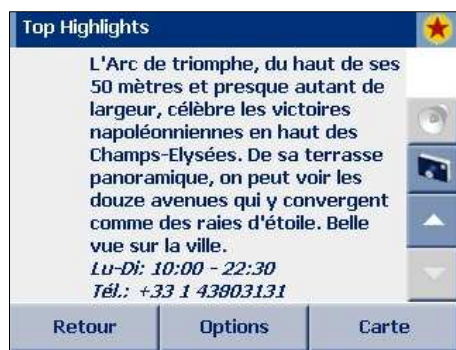 Top Highlights
L'Arc de triomphe, du haut de ses
50 mètres et presque autant de
largeur, célèbre les victoires
napoléonniennes en haut des
Champs-Elysées. De sa terrasse
panoramique, on peut voir les
douze avenues qui y convergent
comme des raies d'étoile. Belle
vue sur la ville.
Lu-Di: 10:00 - 22:30
Tél.: +33 1 43803131
Retour Options Carte